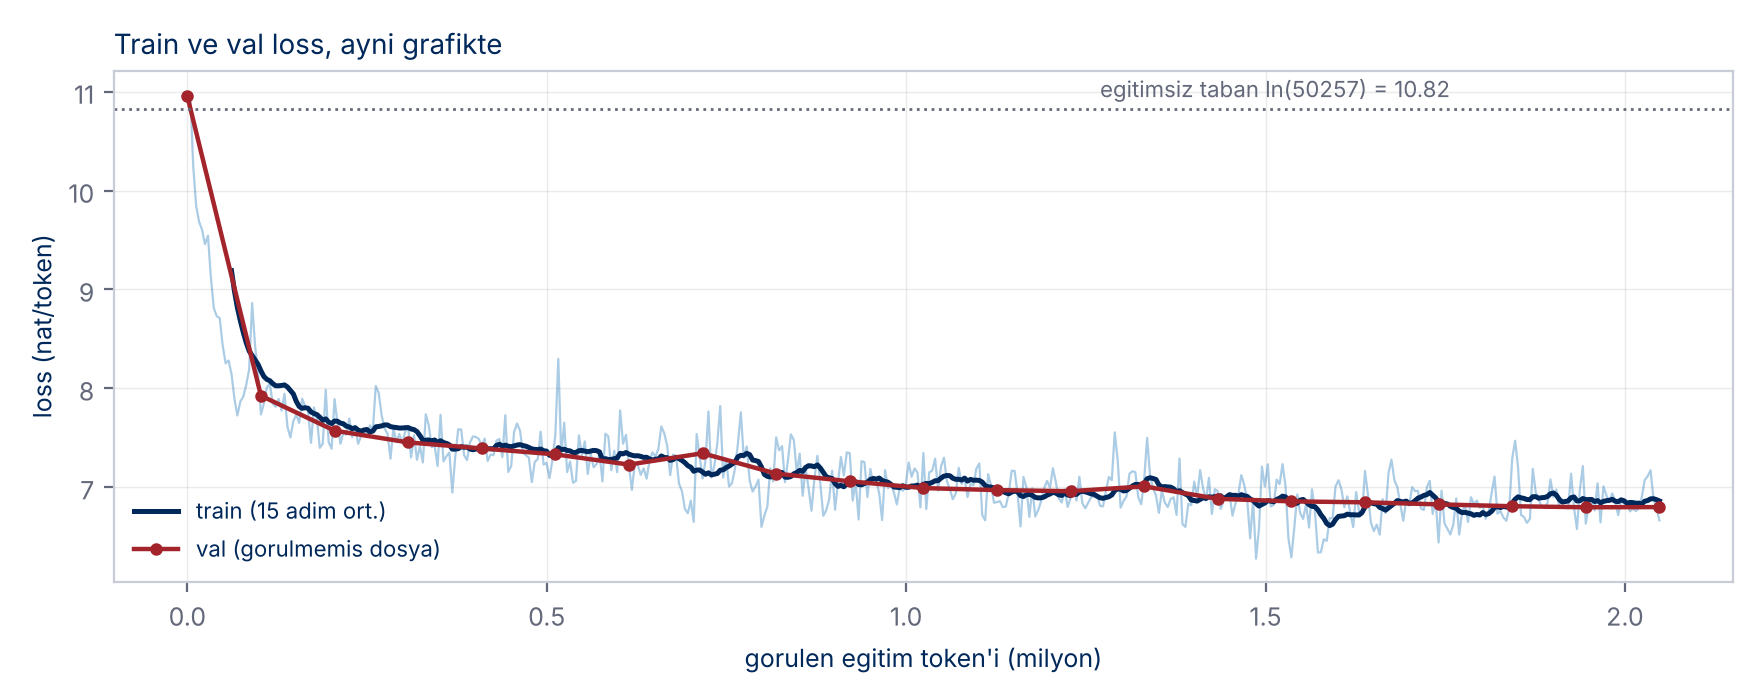 Train ve val loss, ayni grafikte
egitimsiz taban ln(50257) = 10.82
11
10
9
8
7
loss (nat/token)
train (15 adim ort.)
val (gorulmemis dosya)
0.0 0.5 1.0 1.5 2.0
gorulen egitim token'i (milyon)